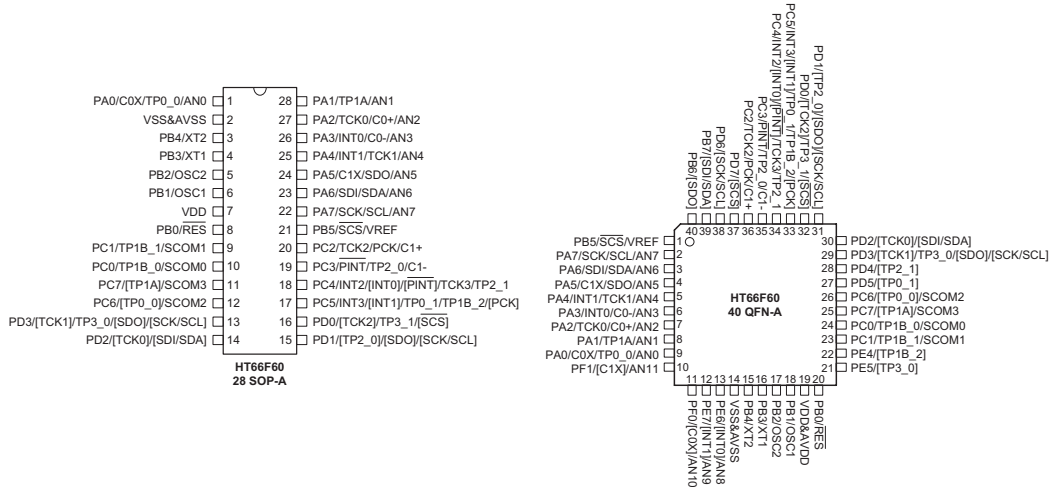 PA0/C0X/TP0_0/AN0 1
VSS&AVSS 2
PB4/XT2 3
PB3/XT1 4
PB2/OSC2 5
PB1/OSC1 6
VDD 7
PB0/RES 8
PC1/TP1B_1/SCOM1 9
PC0/TP1B_0/SCOM0 10
PC7/[TP1A]/SCOM3 11
PC6/[TP0_0]/SCOM2 12
PD3/[TCK1]/TP3_0/[SDO]/[SCK/SCL] 13
PD2/[TCK0]/[SDI/SDA] 14
28 PA1/TP1A/AN1
27 PA2/TCK0/C0+/AN2
26 PA3/INT0/C0-/AN3
25 PA4/INT1/TCK1/AN4
24 PA5/C1X/SDO/AN5
23 PA6/SDI/SDA/AN6
22 PA7/SCK/SCL/AN7
21 PB5/SCS/VREF
20 PC2/TCK2/PCK/C1+
19 PC3/PINT/TP2_0/C1-
18 PC4/INT2/[INT0]/[PINT]/TCK3/TP2_1
17 PC5/INT3/[INT1]/TP0_1/TP1B_2/[PCK]
16 PD0/[TCK2]/TP3_1/[SCS]
15 PD1/[TP2_0]/[SDO]/[SCK/SCL]
HT66F60
28 SOP-A
PB6/[SDO] 40
PB7/[SDI/SDA] 39
PD6/[SCK/SCL] 38
PD7/[SCS] 37
PC2/TCK2/PCK/C1+ 36
PC3/PINT/TP2_0/C1- 35
PC4/INT2/[INT0]/[PINT]/TCK3/TP2_1 34
PC5/INT3/[INT1]/TP0_1/TP1B_2/[PCK] 33
PD0/[TCK2]/TP3_1/[SCS] 32
PD1/[TP2_0]/[SDO]/[SCK/SCL] 31
PB5/SCS/VREF 1
PA7/SCK/SCL/AN7 2
PA6/SDI/SDA/AN6 3
PA5/C1X/SDO/AN5 4
PA4/INT1/TCK1/AN4 5
PA3/INT0/C0-/AN3 6
PA2/TCK0/C0+/AN2 7
PA1/TP1A/AN1 8
PA0/C0X/TP0_0/AN0 9
PF1/[C1X]/AN11 10
HT66F60
40 QFN-A
30 PD2/[TCK0]/[SDI/SDA]
29 PD3/[TCK1]/TP3_0/[SDO]/[SCK/SCL]
28 PD4/[TP2_1]
27 PD5/[TP0_1]
26 PC6/[TP0_0]/SCOM2
25 PC7/[TP1A]/SCOM3
24 PC0/TP1B_0/SCOM0
23 PC1/TP1B_1/SCOM1
22 PE4/[TP1B_2]
21 PE5/[TP3_0]
11 PF0/[C0X]/AN10
12 PE7/[INT1]/AN9
13 PE6/[INT0]/AN8
14 VSS&AVSS
15 PB4/XT2
16 PB3/XT1
17 PB2/OSC2
18 PB1/OSC1
19 VDD&AVDD
20 PB0/RES